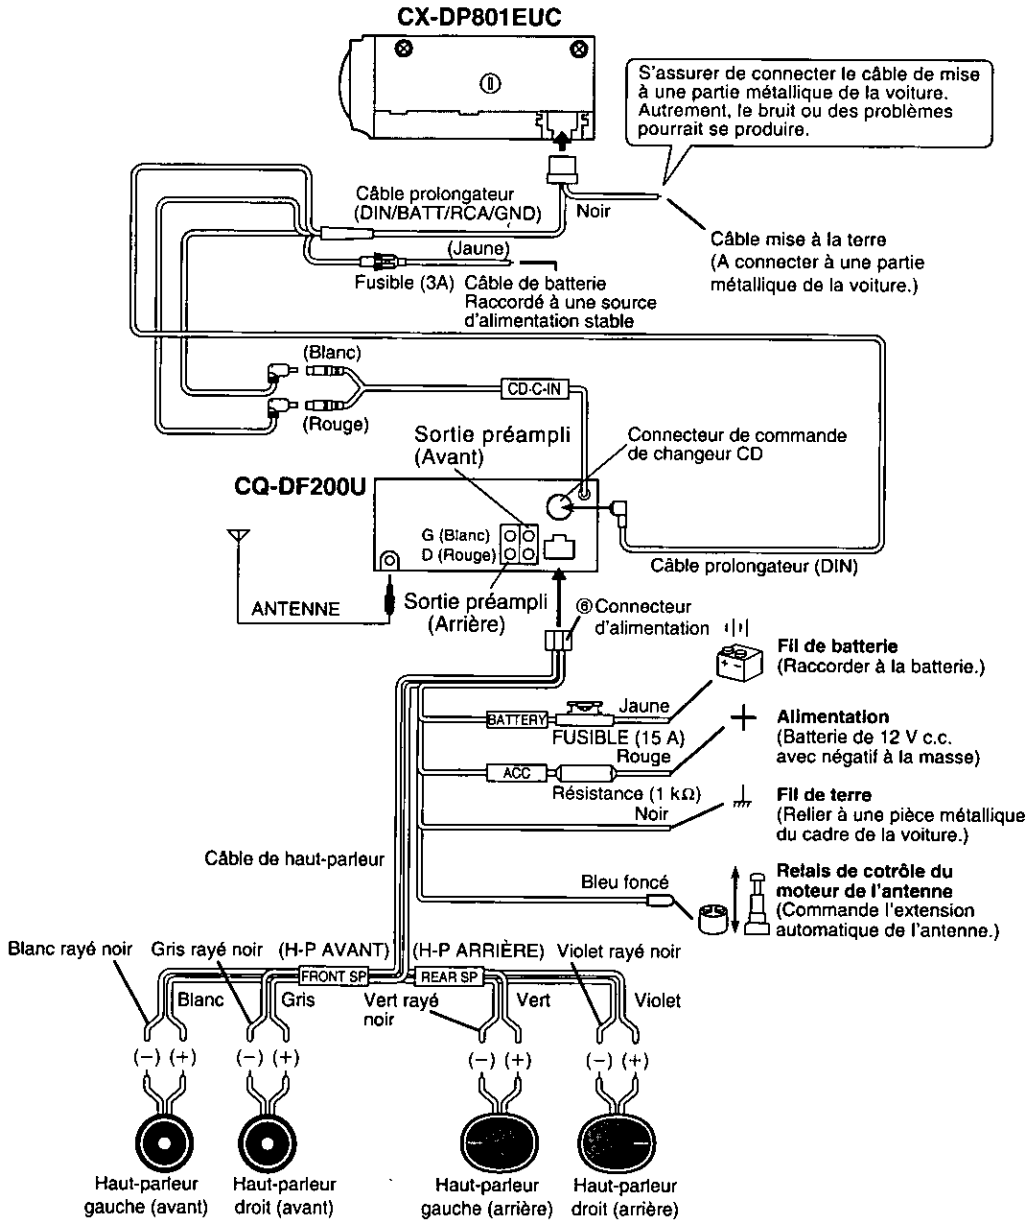 CX-DP801EUC
S'assurer de connecter le câble de mise
à une partie métallique de la voiture.
Autrement, le bruit ou des problèmes
pourrait se produire.
Câble prolongateur
(DIN/BATT/RCA/GND)
Noir
(Jaune)
Câble mise à la terre
(A connecter à une partie
métallique de la voiture.)
Fusible (3A)
Câble de batterie
Raccordé à une source
d'alimentation stable
(Blanc)
CD·C-IN
(Rouge)
Sortie préampli
(Avant)
Connecteur de commande
de changeur CD
CQ-DF200U
G (Blanc)
D (Rouge)
Câble prolongateur (DIN)
ANTENNE
Sortie préampli
(Arrière)
⑥ Connecteur
d'alimentation
+ −
Fil de batterie
(Raccorder à la batterie.)
Jaune
BATTERY
FUSIBLE (15 A)
Alimentation
(Batterie de 12 V c.c.
avec négatif à la masse)
Rouge
ACC
Résistance (1 kΩ)
Fil de terre
(Relier à une pièce métallique
du cadre de la voiture.)
Noir
Câble de haut-parleur
Bleu foncé
Relais de cotrôle du
moteur de l'antenne
(Commande l'extension
automatique de l'antenne.)
Blanc rayé noir
Gris rayé noir
(H-P AVANT)
(H-P ARRIÈRE)
Violet rayé noir
FRONT SP
REAR SP
Blanc
Gris
Vert rayé
noir
Vert
Violet
(−) (+)
(−) (+)
(−) (+)
(−) (+)
Haut-parleur
gauche (avant)
Haut-parleur
droit (avant)
Haut-parleur
gauche (arrière)
Haut-parleur
droit (arrière)